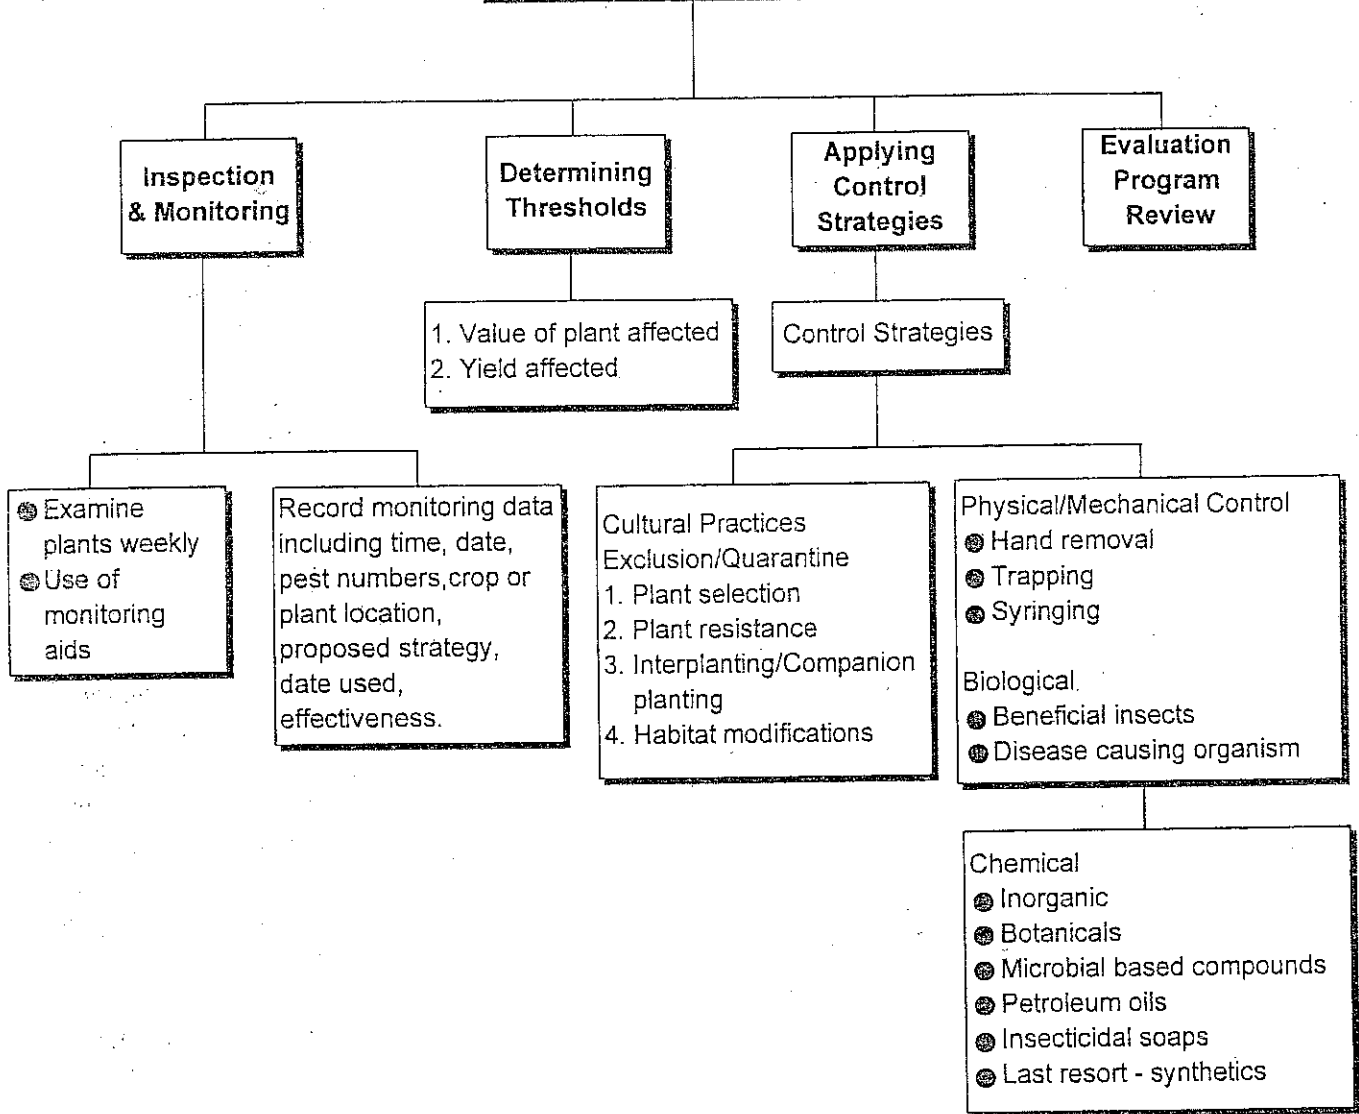 Inspection
& Monitoring
Determining
Thresholds
Applying
Control
Strategies
Evaluation
Program
Review
1. Value of plant affected
2. Yield affected
Control Strategies
Examine
plants weekly
Use of
monitoring
aids
Record monitoring data
including time, date,
pest numbers,crop or
plant location,
proposed strategy,
date used,
effectiveness.
Cultural Practices
Exclusion/Quarantine
1. Plant selection
2. Plant resistance
3. Interplanting/Companion
planting
4. Habitat modifications
Physical/Mechanical Control
Hand removal
Trapping
Syringing
Biological
Beneficial insects
Disease causing organism
Chemical
Inorganic
Botanicals
Microbial based compounds
Petroleum oils
Insecticidal soaps
Last resort - synthetics